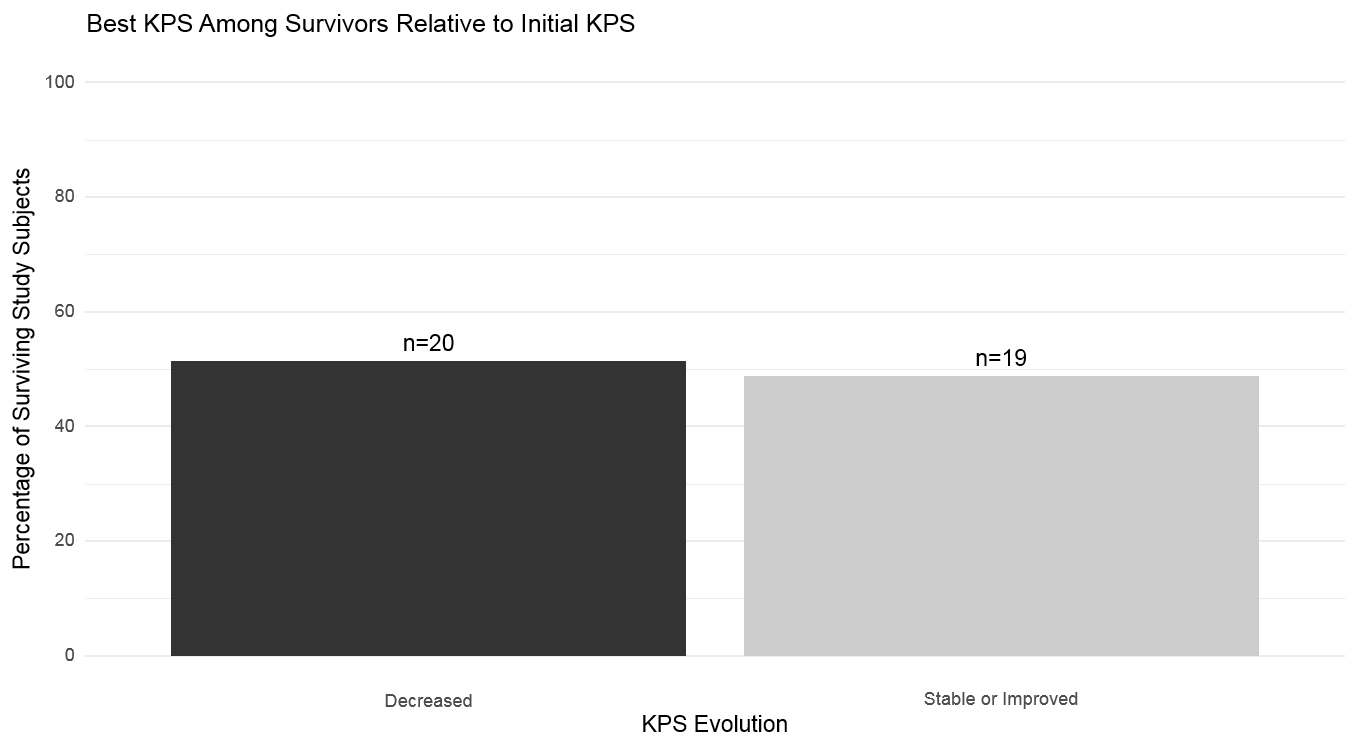 Best KPS Among Survivors Relative to Initial KPS
Percentage of Surviving Study Subjects
100
80
60
40
20
0
n=20
n=19
Decreased
Stable or Improved
KPS Evolution